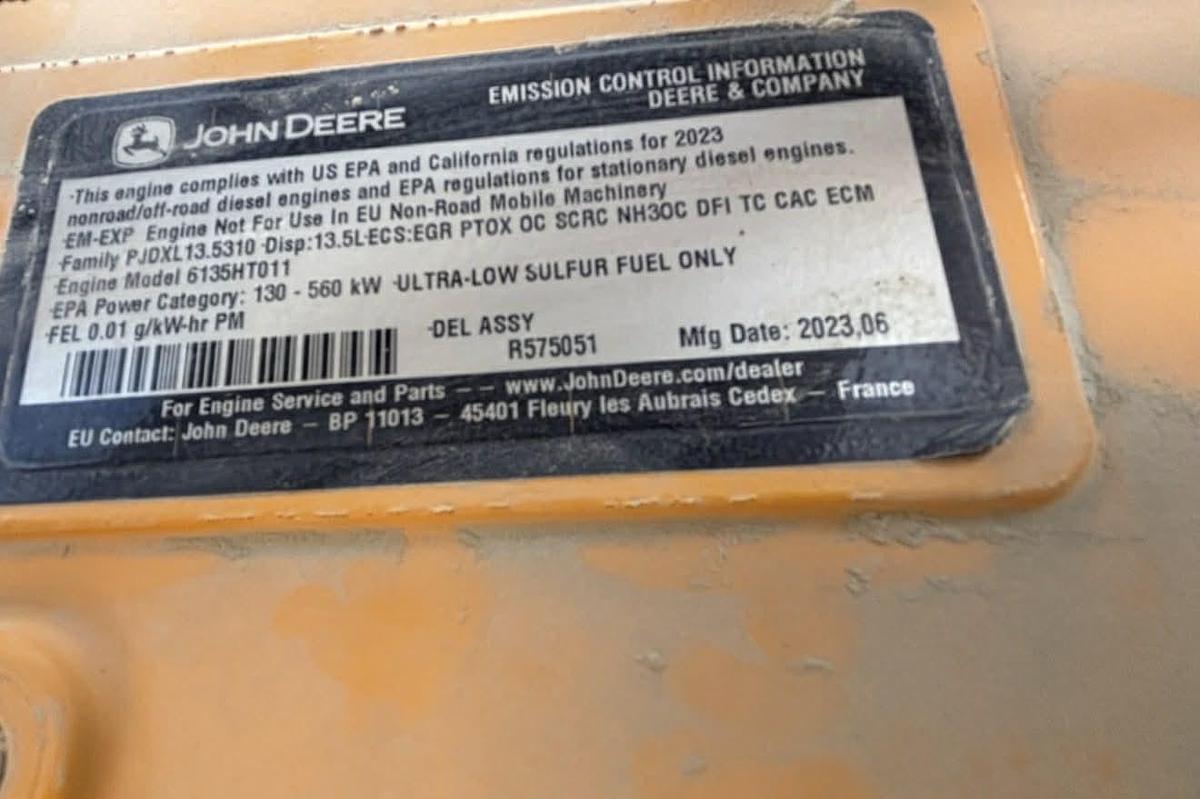 JOHN DEERE
EMISSION CONTROL INFORMATION
DEERE & COMPANY
·This engine complies with US EPA and California regulations for 2023
nonroad/off-road diesel engines and EPA regulations for stationary diesel engines.
·EM-EXP Engine Not For Use In EU Non-Road Mobile Machinery
·Family PJDXL13.5310 ·Disp:13.5L·ECS:EGR PTOX OC SCRC NH3OC DFI TC CAC ECM
·Engine Model 6135HT011
·EPA Power Category: 130 - 560 kW ·ULTRA-LOW SULFUR FUEL ONLY
·FEL 0.01 g/kW-hr PM
·DEL ASSY
R575051
Mfg Date: 2023,06
For Engine Service and Parts – – www.JohnDeere.com/dealer
EU Contact: John Deere – BP 11013 – 45401 Fleury les Aubrais Cedex – France